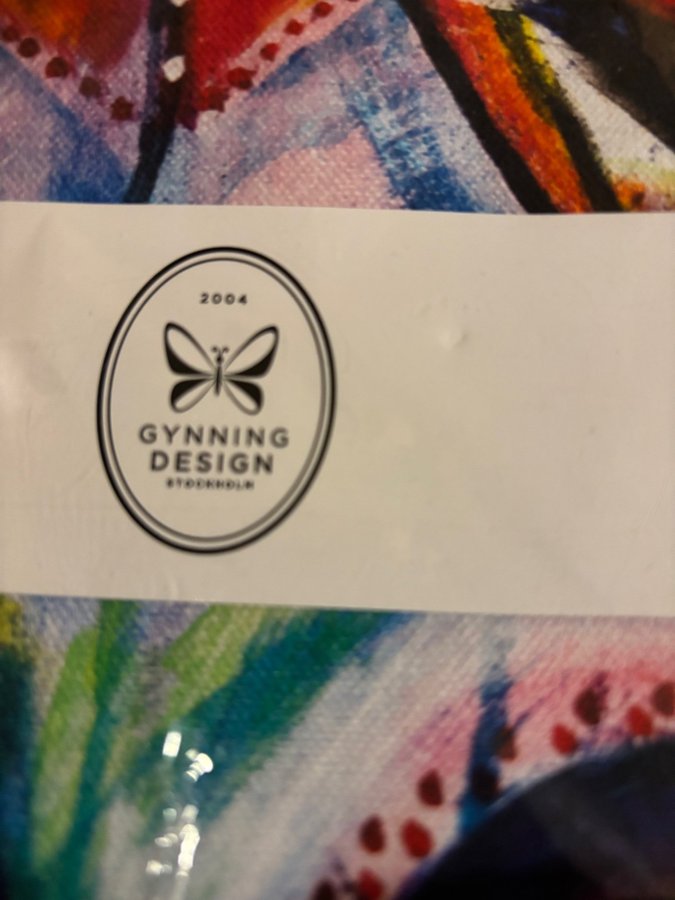 2004
GYNNING
DESIGN
STOCKHOLM